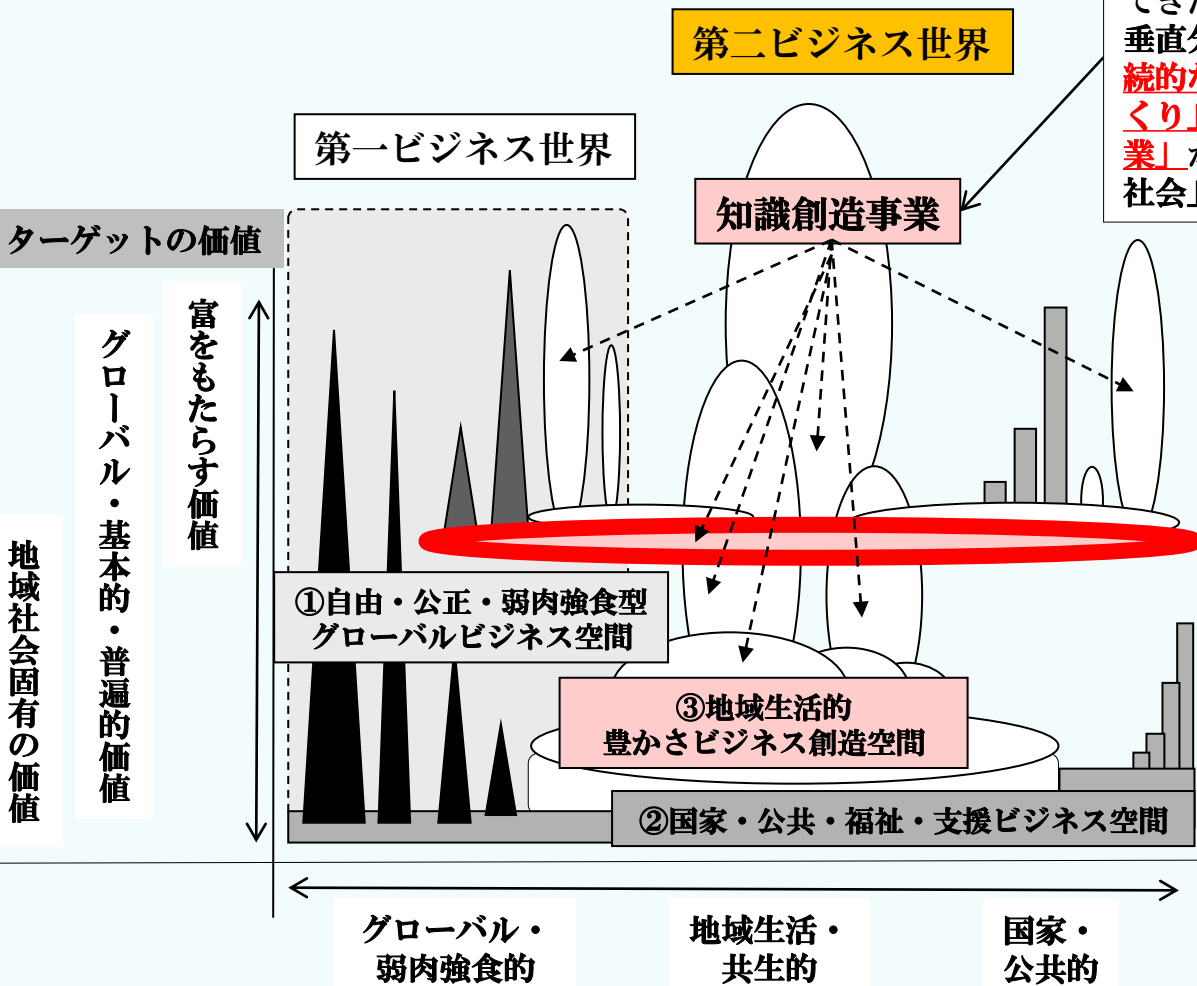 第二ビジネス世界
てきた
垂直分
続的な
くり」
業」が
社会」
第一ビジネス世界
知識創造事業
ターゲットの価値
富をもたらす価値
グローバル・基本的・普遍的価値
地域社会固有の価値
①自由・公正・弱肉強食型
グローバルビジネス空間
③地域生活的
豊かさビジネス創造空間
②国家・公共・福祉・支援ビジネス空間
グローバル・
弱肉強食的
地域生活・
共生的
国家・
公共的